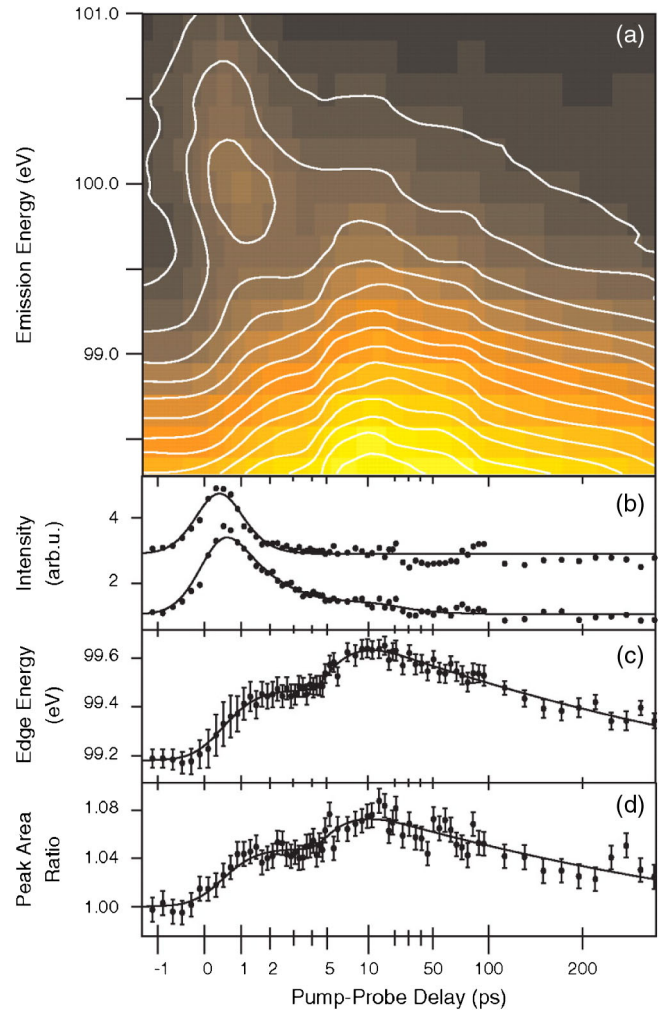 101.0
(a)
100.0
Emission Energy (eV)
99.0
(b)
4
Intensity
(arb.u.)
2
(c)
99.6
Edge Energy
(eV)
99.4
99.2
(d)
1.08
Peak Area
Ratio
1.04
1.00
-1 0 1 2 5 10 50 100 200
Pump-Probe Delay (ps)